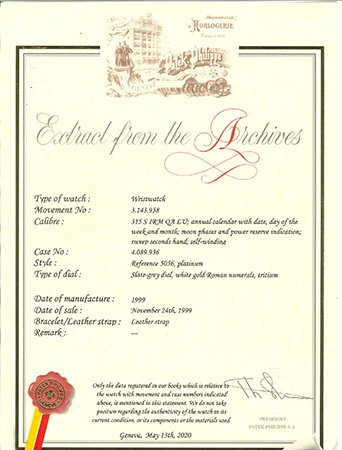 Manufacture
d'HORLOGERIE
Patek Philippe
GENEVE
Extract from the Archives
Type of watch : Wristwatch
Movement No : 3.143.938
Calibre : 315 S IRM QA LU; annual calendar with date, day of the
week and month; moon phases and power reserve indication;
sweep seconds hand; self-winding
Case No : 4.089.936
Style : Reference 5056, platinum
Type of dial : Slate-grey dial, white gold Roman numerals, tritium
Date of manufacture : 1999
Date of sale : November 24th, 1999
Bracelet/Leather strap : Leather strap
Remark : ---
Only the data registered in our books which is relative to
the watch with movement and case numbers indicated
above, is mentioned in this statement. We do not take
position regarding the authenticity of the watch in its
current condition, or its components or the materials used.
PRESIDENT
PATEK PHILIPPE S.A.
Geneva, May 13th, 2020
PATEK PHILIPPE